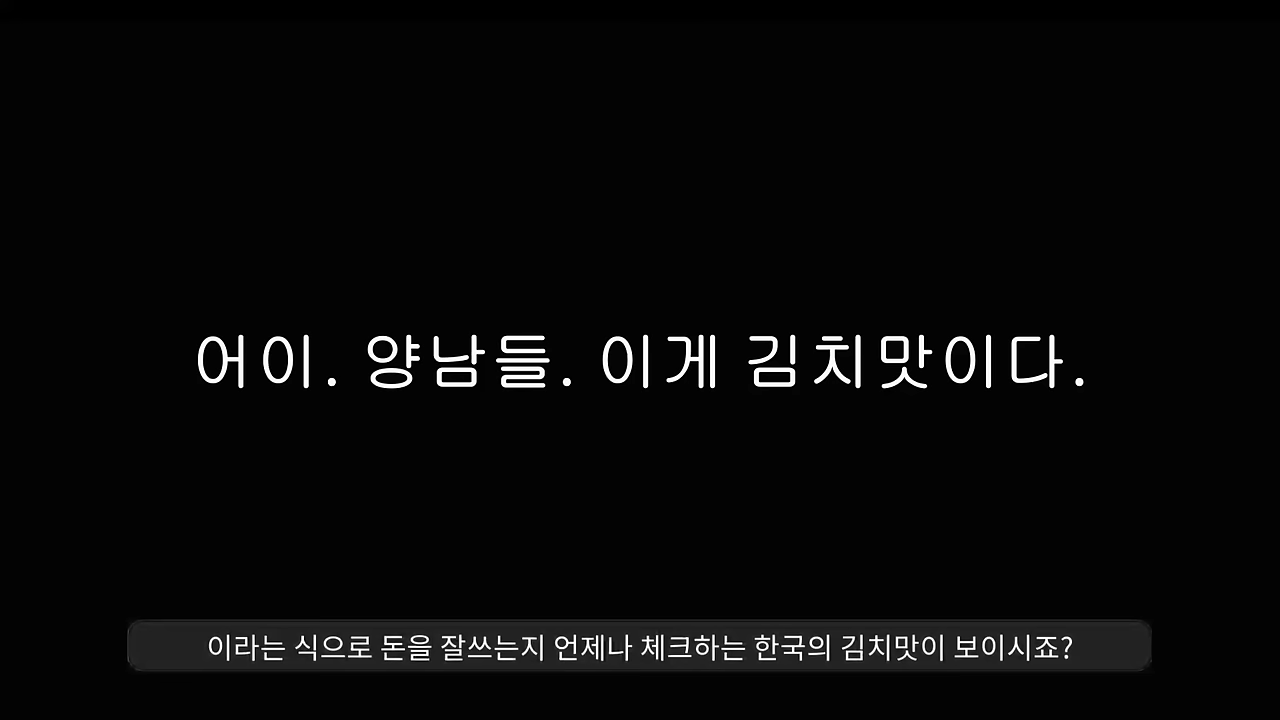 어이. 양남들. 이게 김치맛이다.
이라는 식으로 돈을 잘쓰는지 언제나 체크하는 한국의 김치맛이 보이시죠?